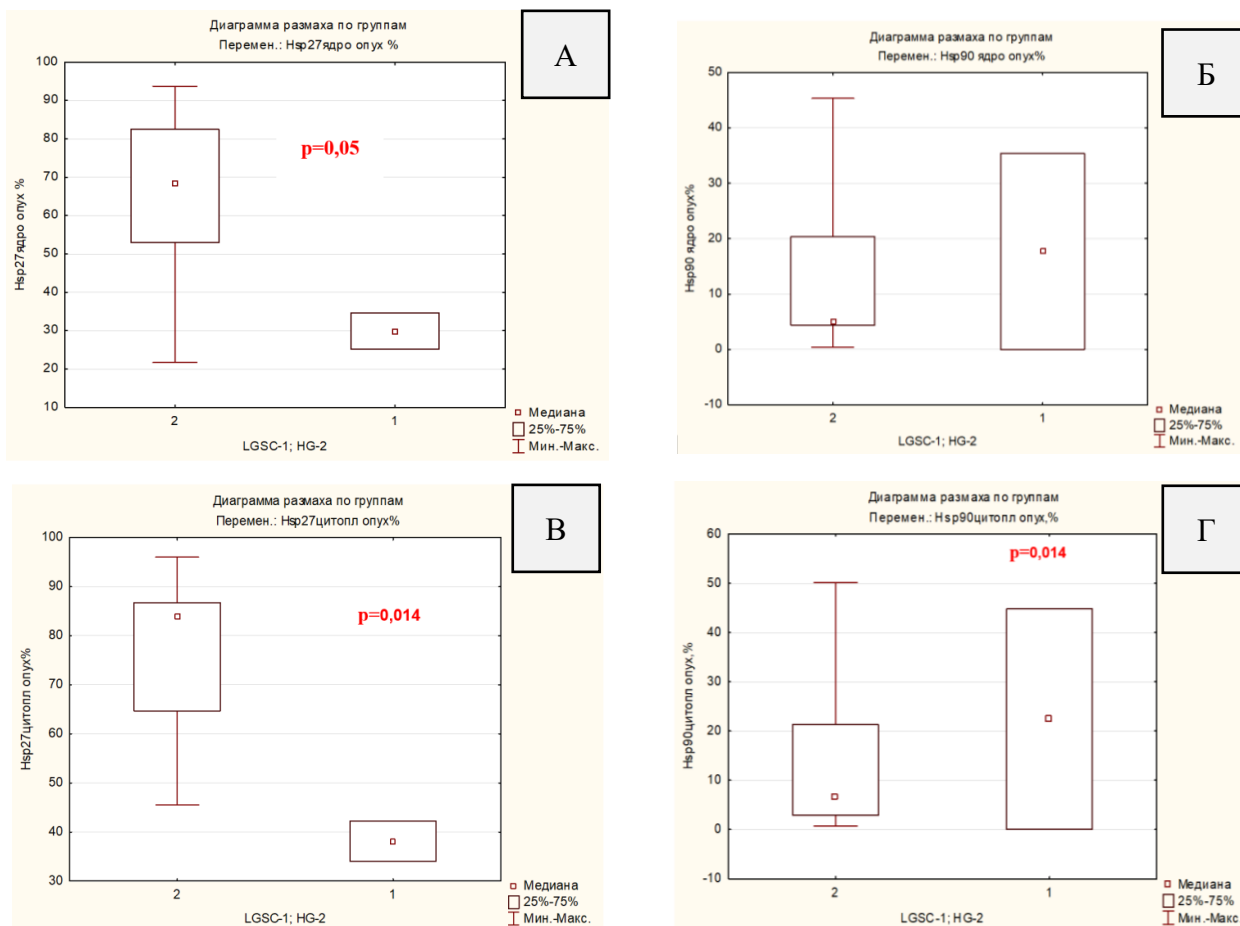 Диаграмма размаха по группам
Перемен.: Hsp27ядро опух %
А
100
90
80
70
60
50
40
30
20
10
Hsp27ядро опух %
p=0,05
2
1
LGSC-1; HG-2
Медиана
25%-75%
Мин.-Макс.
Диаграмма размаха по группам
Перемен.: Hsp90 ядро опух%
Б
50
40
30
20
10
0
-10
Hsp90 ядро опух%
2
1
LGSC-1; HG-2
Медиана
25%-75%
Мин.-Макс.
Диаграмма размаха по группам
Перемен.: Hsp27цитопл опух%
В
100
90
80
70
60
50
40
30
Hsp27цитопл опух%
p=0,014
2
1
LGSC-1; HG-2
Медиана
25%-75%
Мин.-Макс.
Диаграмма размаха по группам
Перемен.: Hsp90цитопл опух,%
Г
60
50
40
30
20
10
0
-10
Hsp90цитопл опух,%
p=0,014
2
1
LGSC-1; HG-2
Медиана
25%-75%
Мин.-Макс.